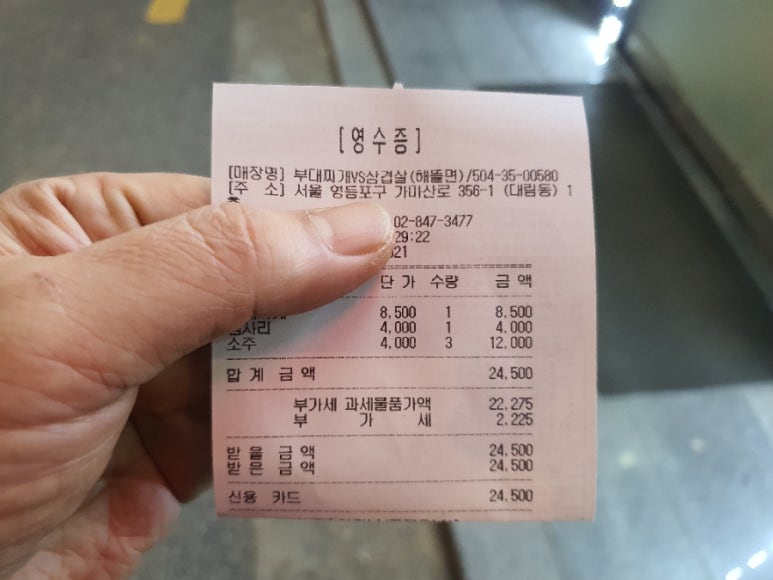 [영수증]
[매장명] 부대찌개VS삼겹살(해뜰면)/504-35-00580
[주 소] 서울 영등포구 가마산로 356-1 (대림동) 1
층
02-847-3477
29:22
21
단가 수량 금액
8,500 1 8,500
사리 4,000 1 4,000
소주 4,000 3 12,000
합계금액 24,500
부가세 과세물품가액 22,275
부가세 2,225
받을 금액 24,500
받은 금액 24,500
신용 카드 24,500